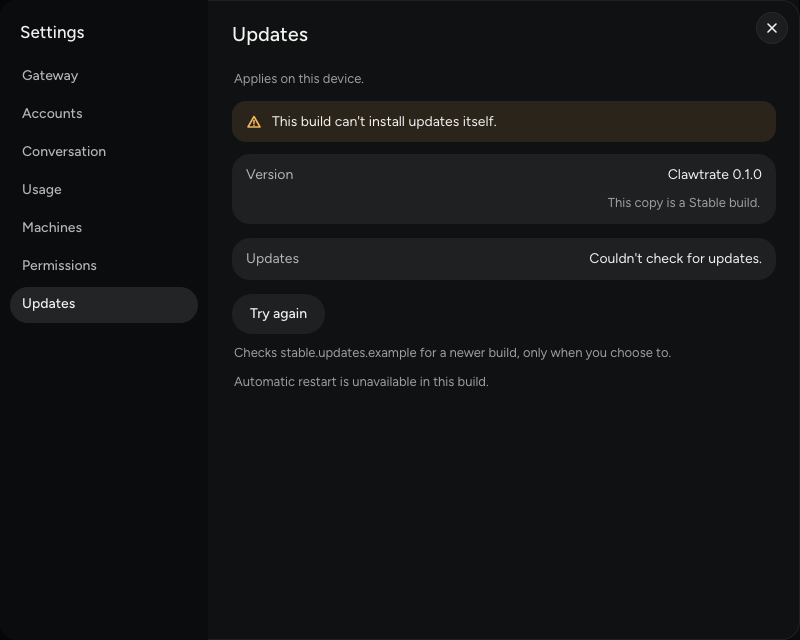 Settings
Gateway
Accounts
Conversation
Usage
Machines
Permissions
Updates
Updates
Applies on this device.
This build can't install updates itself.
Version
Clawtrate 0.1.0
This copy is a Stable build.
Updates
Couldn't check for updates.
Try again
Checks stable.updates.example for a newer build, only when you choose to.
Automatic restart is unavailable in this build.